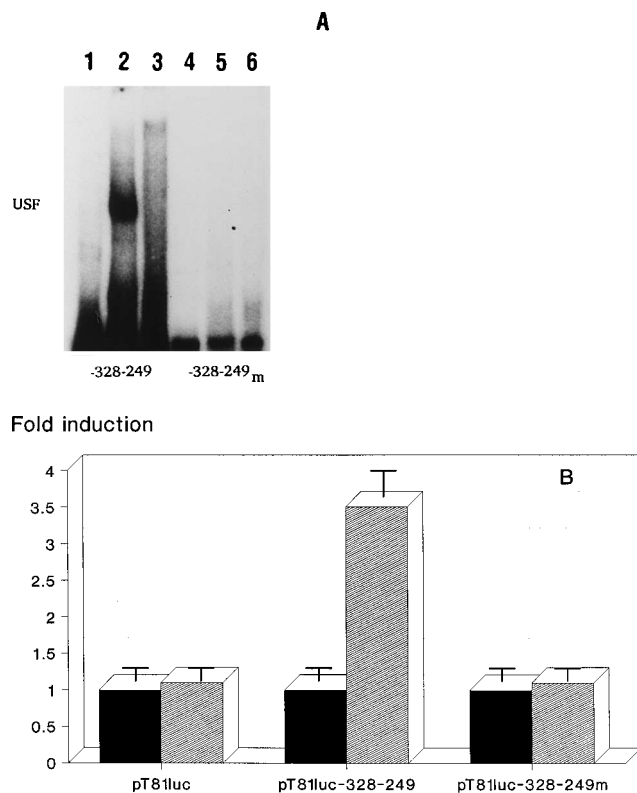 A
1 2 3 4 5 6
USF
-328-249 -328-249m
Fold induction
B
4
3.5
3
2.5
2
1.5
1
0.5
0
pT81luc pT81luc-328-249 pT81luc-328-249m